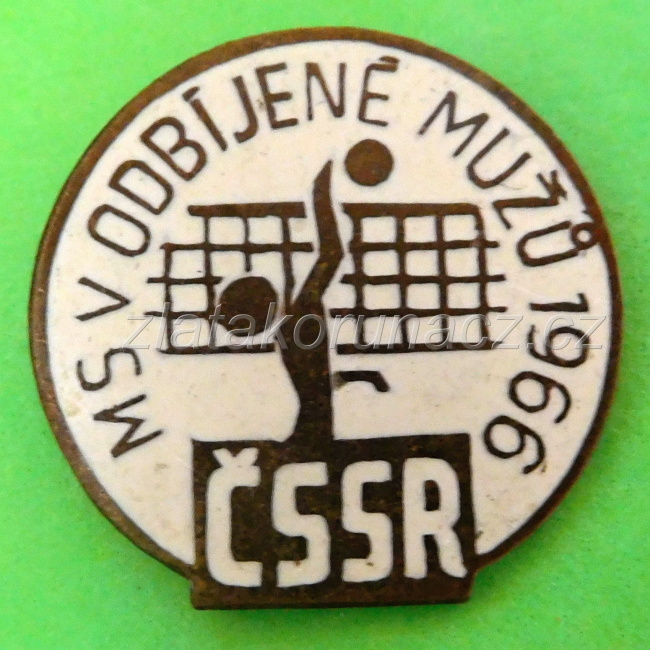 MS V ODBÍJENÉ MUŽŮ 1966
zlatakorunacz.cz
ČSSR